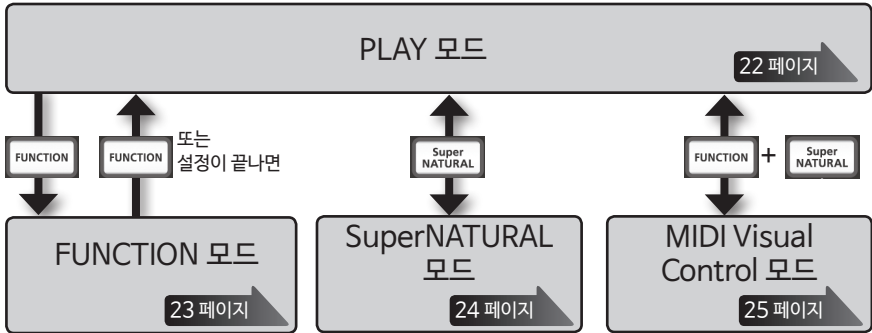 PLAY 모드
22 페이지
FUNCTION
FUNCTION
또는
설정이 끝나면
Super
NATURAL
FUNCTION
+
Super
NATURAL
FUNCTION 모드
23 페이지
SuperNATURAL
모드
24 페이지
MIDI Visual
Control 모드
25 페이지